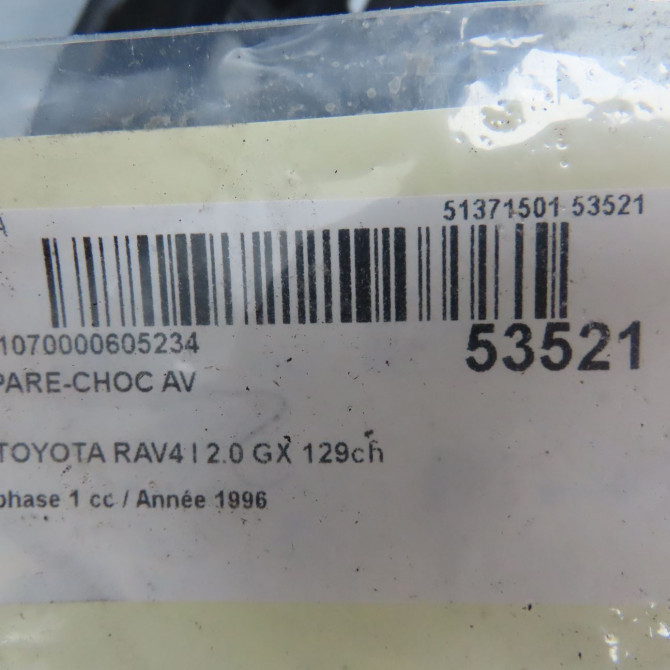 A
51371501 53521
1070000605234
53521
PARE-CHOC AV
TOYOTA RAV4 I 2.0 GX 129ch
phase 1 cc / Année 1996